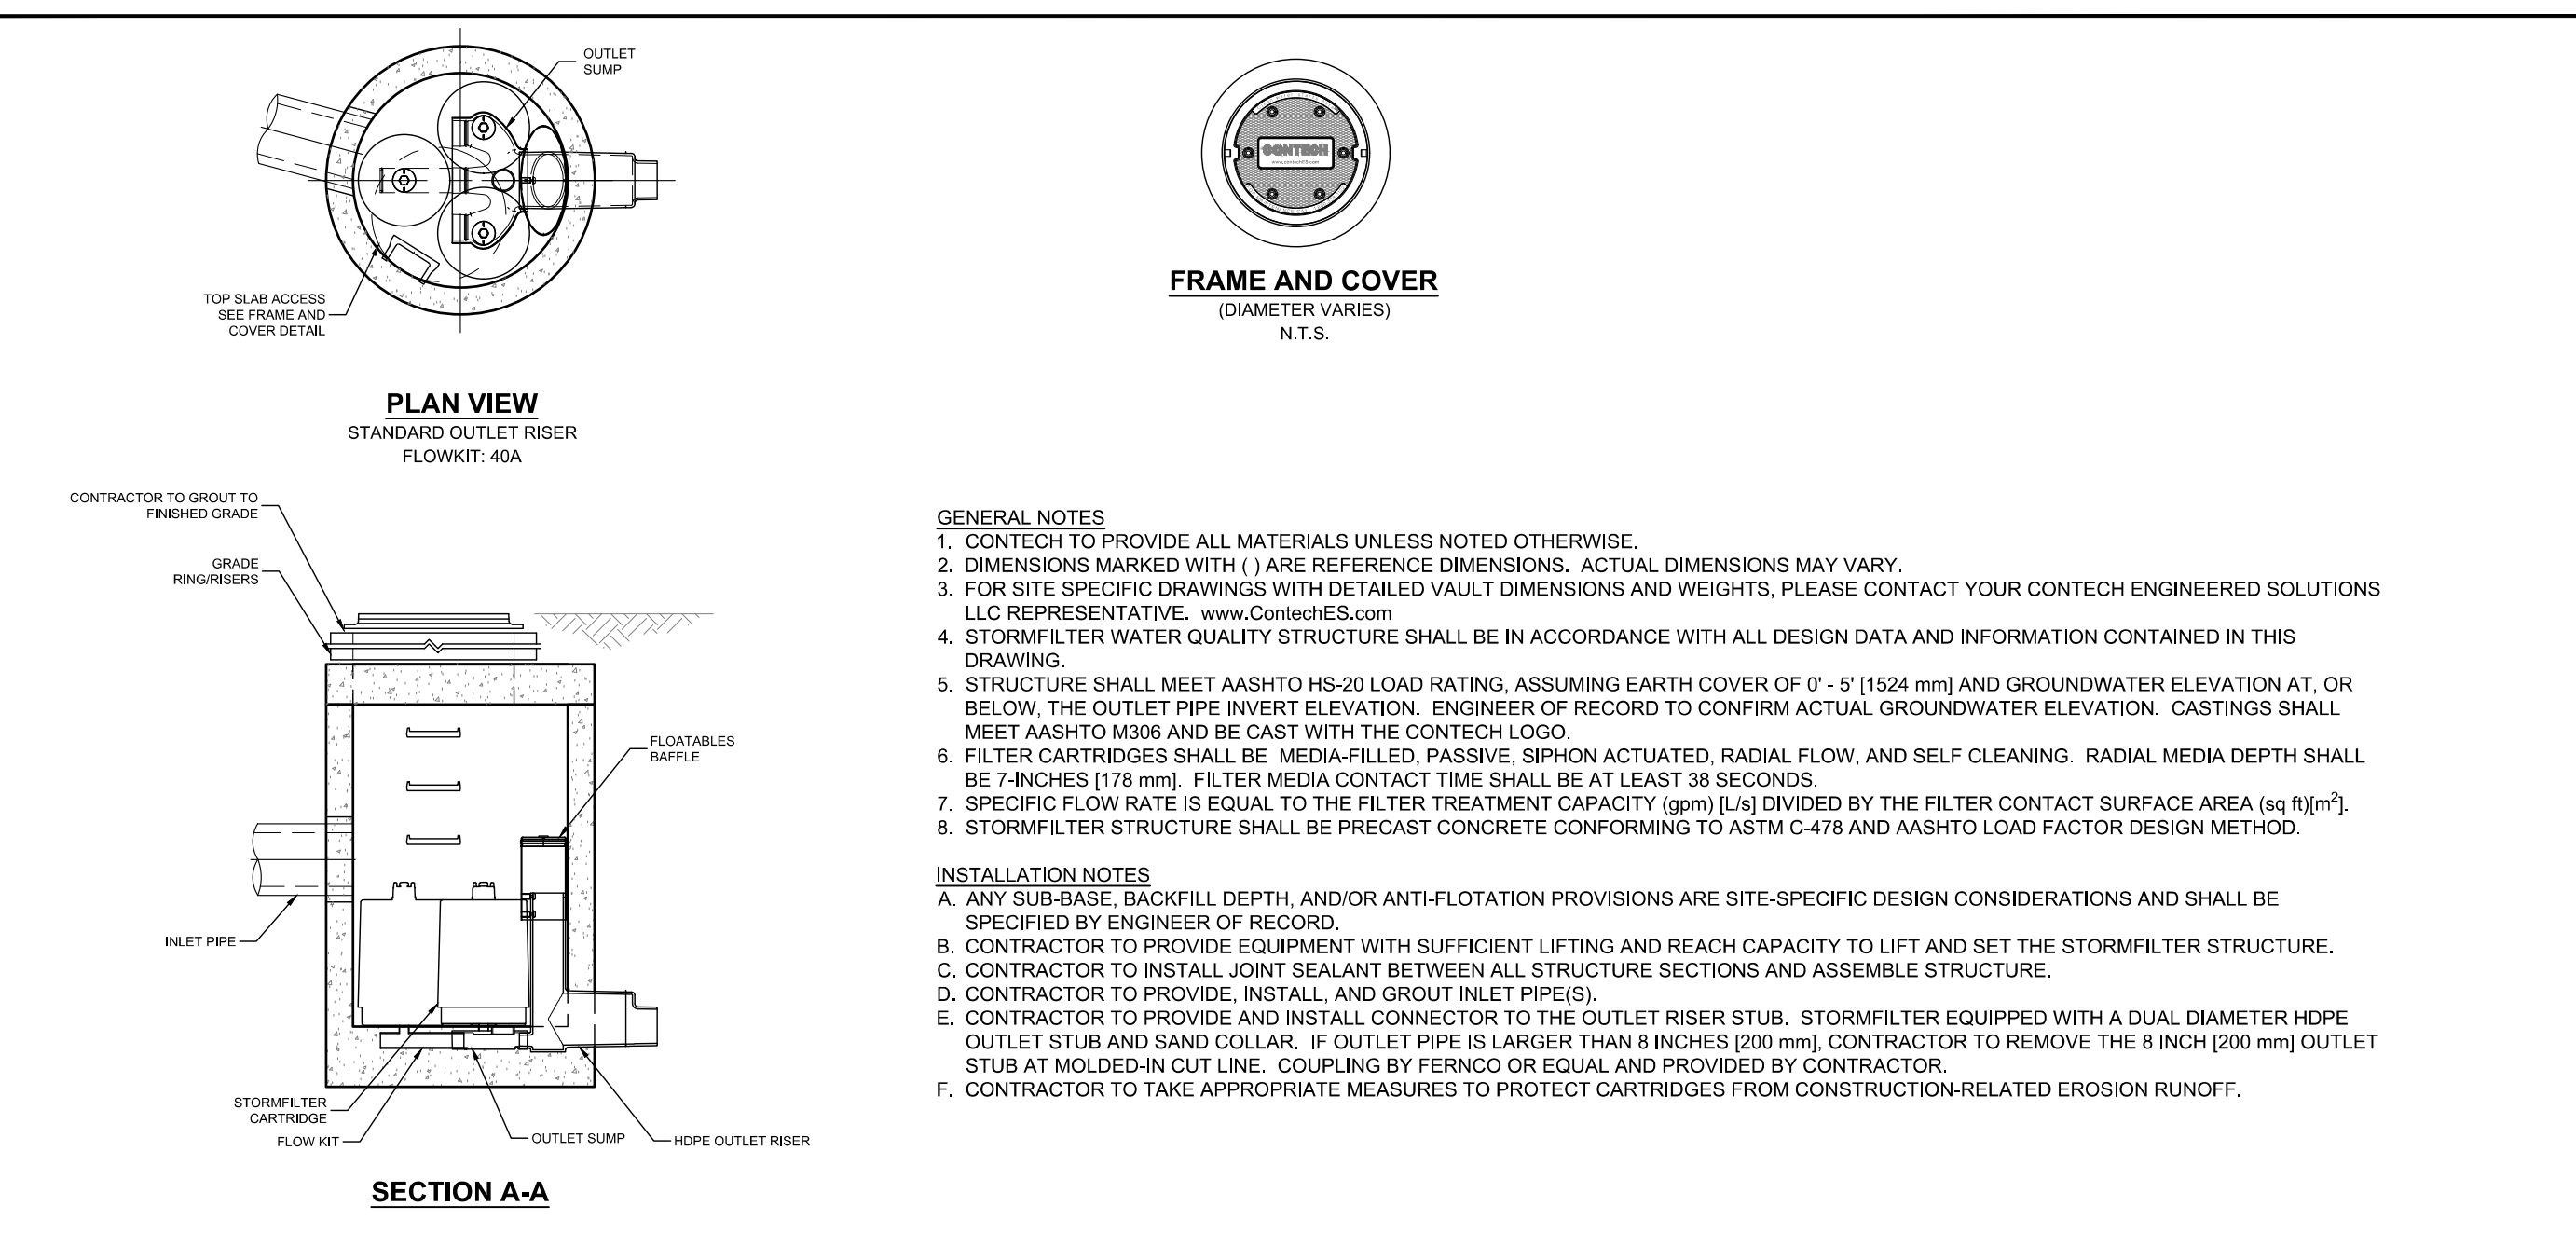 OUTLET
SUMP
TOP SLAB ACCESS
SEE FRAME AND
COVER DETAIL
PLAN VIEW
STANDARD OUTLET RISER
FLOWKIT: 40A
CONTECH
www.contechES.com
FRAME AND COVER
(DIAMETER VARIES)
N.T.S.
CONTRACTOR TO GROUT TO
FINISHED GRADE
GRADE
RING/RISERS
FLOATABLES
BAFFLE
INLET PIPE
STORMFILTER
CARTRIDGE
FLOW KIT
OUTLET SUMP
HDPE OUTLET RISER
SECTION A-A
GENERAL NOTES
1. CONTECH TO PROVIDE ALL MATERIALS UNLESS NOTED OTHERWISE.
2. DIMENSIONS MARKED WITH ( ) ARE REFERENCE DIMENSIONS. ACTUAL DIMENSIONS MAY VARY.
3. FOR SITE SPECIFIC DRAWINGS WITH DETAILED VAULT DIMENSIONS AND WEIGHTS, PLEASE CONTACT YOUR CONTECH ENGINEERED SOLUTIONS
LLC REPRESENTATIVE. www.ContechES.com
4. STORMFILTER WATER QUALITY STRUCTURE SHALL BE IN ACCORDANCE WITH ALL DESIGN DATA AND INFORMATION CONTAINED IN THIS
DRAWING.
5. STRUCTURE SHALL MEET AASHTO HS-20 LOAD RATING, ASSUMING EARTH COVER OF 0' - 5' [1524 mm] AND GROUNDWATER ELEVATION AT, OR
BELOW, THE OUTLET PIPE INVERT ELEVATION. ENGINEER OF RECORD TO CONFIRM ACTUAL GROUNDWATER ELEVATION. CASTINGS SHALL
MEET AASHTO M306 AND BE CAST WITH THE CONTECH LOGO.
6. FILTER CARTRIDGES SHALL BE MEDIA-FILLED, PASSIVE, SIPHON ACTUATED, RADIAL FLOW, AND SELF CLEANING. RADIAL MEDIA DEPTH SHALL
BE 7-INCHES [178 mm]. FILTER MEDIA CONTACT TIME SHALL BE AT LEAST 38 SECONDS.
7. SPECIFIC FLOW RATE IS EQUAL TO THE FILTER TREATMENT CAPACITY (gpm) [L/s] DIVIDED BY THE FILTER CONTACT SURFACE AREA (sq ft)[m²].
8. STORMFILTER STRUCTURE SHALL BE PRECAST CONCRETE CONFORMING TO ASTM C-478 AND AASHTO LOAD FACTOR DESIGN METHOD.
INSTALLATION NOTES
A. ANY SUB-BASE, BACKFILL DEPTH, AND/OR ANTI-FLOTATION PROVISIONS ARE SITE-SPECIFIC DESIGN CONSIDERATIONS AND SHALL BE
SPECIFIED BY ENGINEER OF RECORD.
B. CONTRACTOR TO PROVIDE EQUIPMENT WITH SUFFICIENT LIFTING AND REACH CAPACITY TO LIFT AND SET THE STORMFILTER STRUCTURE.
C. CONTRACTOR TO INSTALL JOINT SEALANT BETWEEN ALL STRUCTURE SECTIONS AND ASSEMBLE STRUCTURE.
D. CONTRACTOR TO PROVIDE, INSTALL, AND GROUT INLET PIPE(S).
E. CONTRACTOR TO PROVIDE AND INSTALL CONNECTOR TO THE OUTLET RISER STUB. STORMFILTER EQUIPPED WITH A DUAL DIAMETER HDPE
OUTLET STUB AND SAND COLLAR. IF OUTLET PIPE IS LARGER THAN 8 INCHES [200 mm], CONTRACTOR TO REMOVE THE 8 INCH [200 mm] OUTLET
STUB AT MOLDED-IN CUT LINE. COUPLING BY FERNCO OR EQUAL AND PROVIDED BY CONTRACTOR.
F. CONTRACTOR TO TAKE APPROPRIATE MEASURES TO PROTECT CARTRIDGES FROM CONSTRUCTION-RELATED EROSION RUNOFF.